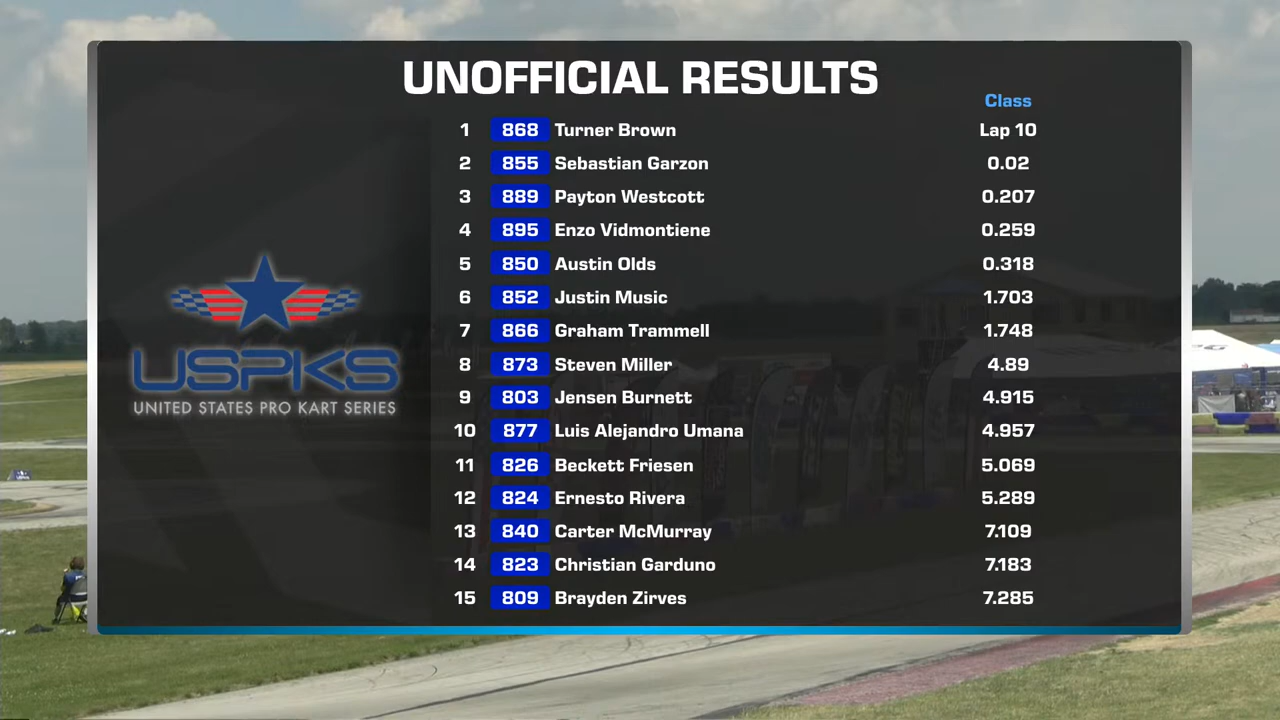 UNOFFICIAL RESULTS
Class
1 868 Turner Brown Lap 10
2 855 Sebastian Garzon 0.02
3 889 Payton Westcott 0.207
4 895 Enzo Vidmontiene 0.259
5 850 Austin Olds 0.318
6 852 Justin Music 1.703
7 866 Graham Trammell 1.748
8 873 Steven Miller 4.89
9 803 Jensen Burnett 4.915
10 877 Luis Alejandro Umana 4.957
11 826 Beckett Friesen 5.069
12 824 Ernesto Rivera 5.289
13 840 Carter McMurray 7.109
14 823 Christian Garduno 7.183
15 809 Brayden Zirves 7.285
USPKS
UNITED STATES PRO KART SERIES